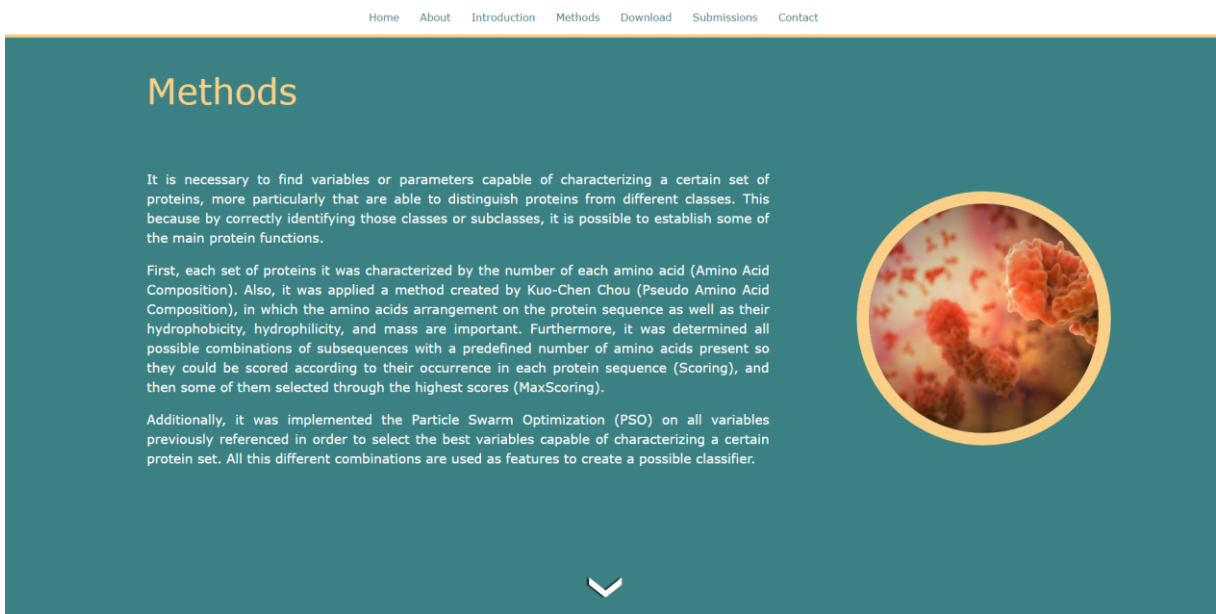 Home About Introduction Methods Download Submissions Contact
Methods
It is necessary to find variables or parameters capable of characterizing a certain set of
proteins, more particularly that are able to distinguish proteins from different classes. This
because by correctly identifying those classes or subclasses, it is possible to establish some of
the main protein functions.
First, each set of proteins it was characterized by the number of each amino acid (Amino Acid
Composition). Also, it was applied a method created by Kuo-Chen Chou (Pseudo Amino Acid
Composition), in which the amino acids arrangement on the protein sequence as well as their
hydrophobicity, hydrophilicity, and mass are important. Furthermore, it was determined all
possible combinations of subsequences with a predefined number of amino acids present so
they could be scored according to their occurrence in each protein sequence (Scoring), and
then some of them selected through the highest scores (MaxScoring).
Additionally, it was implemented the Particle Swarm Optimization (PSO) on all variables
previously referenced in order to select the best variables capable of characterizing a certain
protein set. All this different combinations are used as features to create a possible classifier.